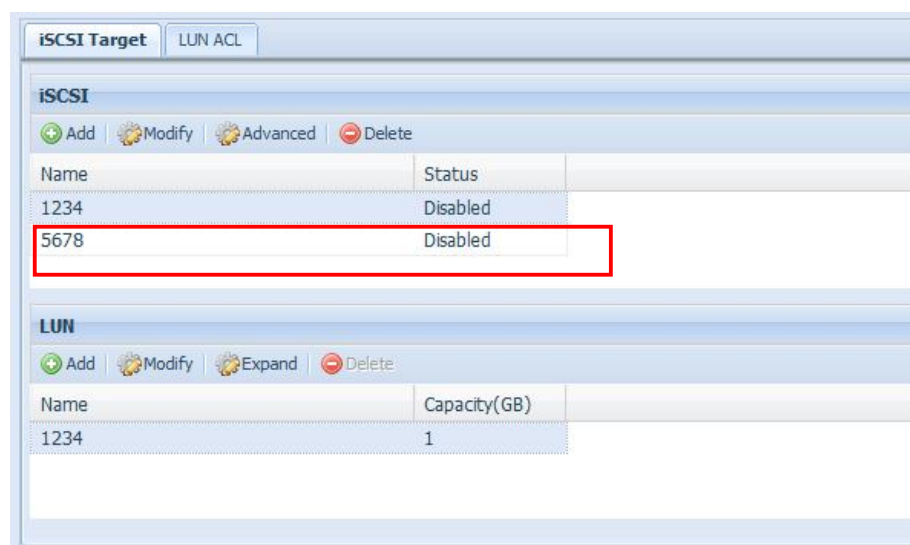 iSCSI Target LUN ACL
iSCSI
Add Modify Advanced Delete
Name Status
1234 Disabled
5678 Disabled
LUN
Add Modify Expand Delete
Name Capacity(GB)
1234 1